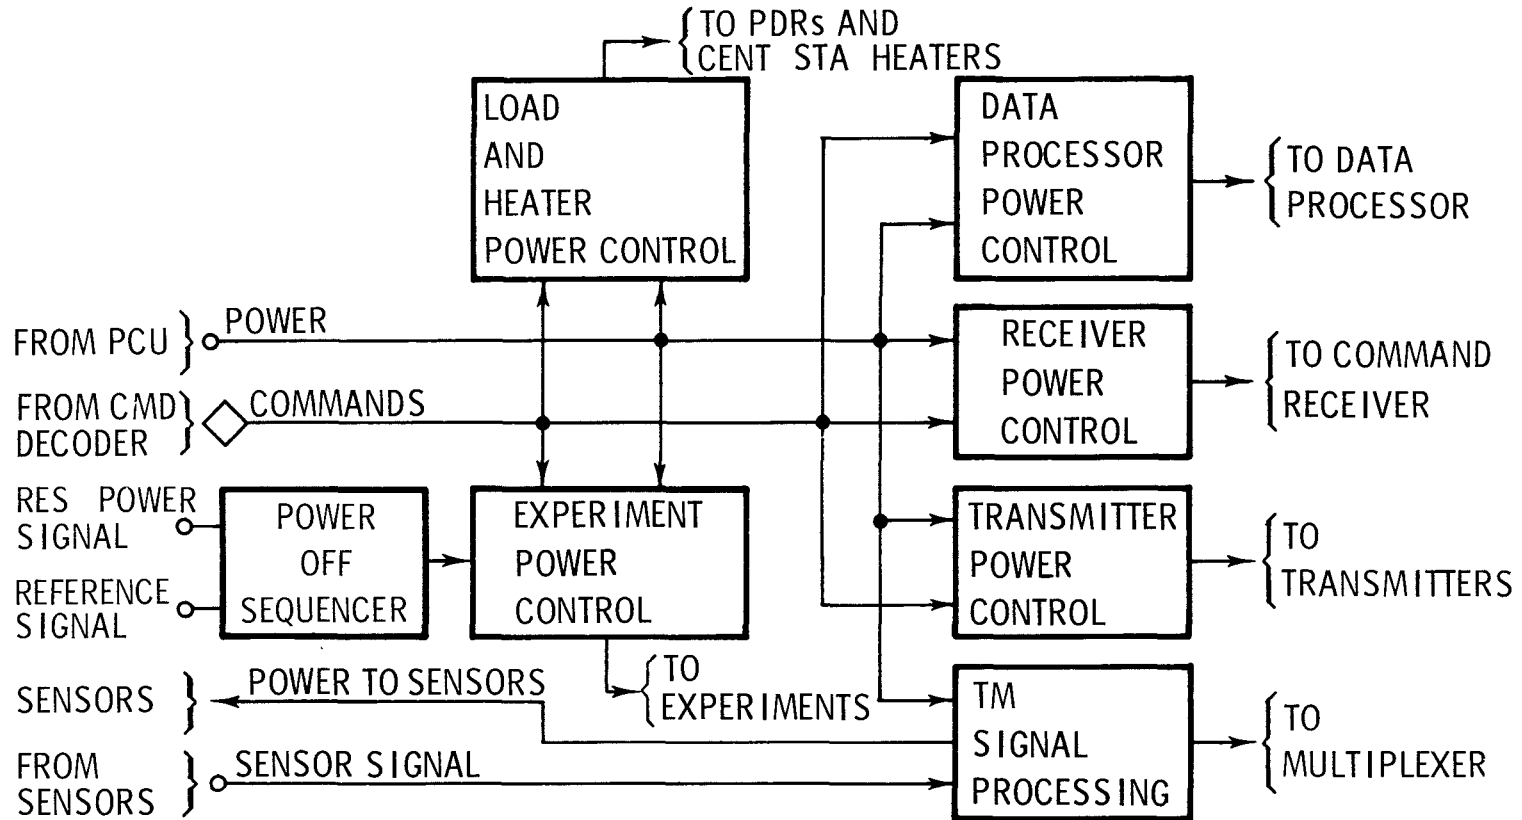 TO PDRs AND
CENT STA HEATERS
LOAD
AND
HEATER
POWER CONTROL
DATA
PROCESSOR
POWER
CONTROL
TO DATA
PROCESSOR
FROM PCU
POWER
RECEIVER
POWER
CONTROL
TO COMMAND
RECEIVER
FROM CMD
DECODER
COMMANDS
RES POWER
SIGNAL
REFERENCE
SIGNAL
POWER
OFF
SEQUENCER
EXPERIMENT
POWER
CONTROL
TRANSMITTER
POWER
CONTROL
TO
TRANSMITTERS
SENSORS
POWER TO SENSORS
TO
EXPERIMENTS
TM
SIGNAL
PROCESSING
TO
MULTIPLEXER
FROM
SENSORS
SENSOR SIGNAL